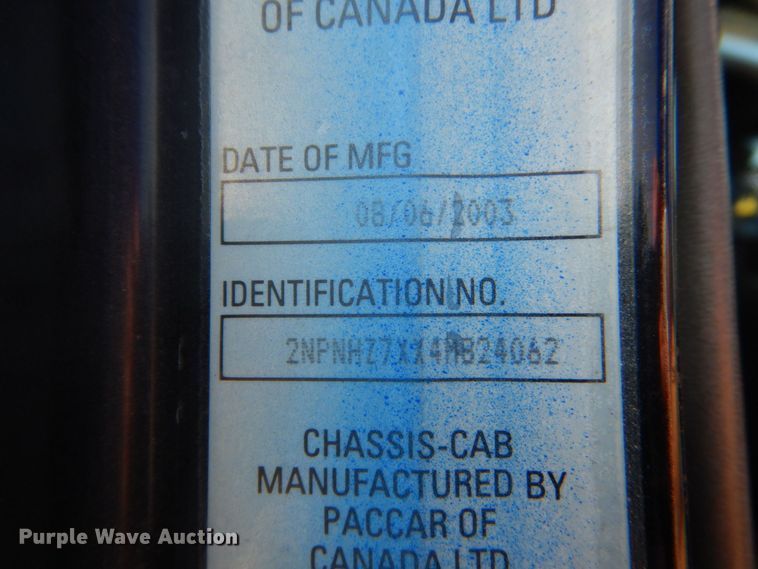 OF CANADA LTD
DATE OF MFG
08/06/2003
IDENTIFICATION NO.
2NPNHZ7X14MB24062
CHASSIS-CAB
MANUFACTURED BY
PACCAR OF
CANADA LTD
Purple Wave Auction